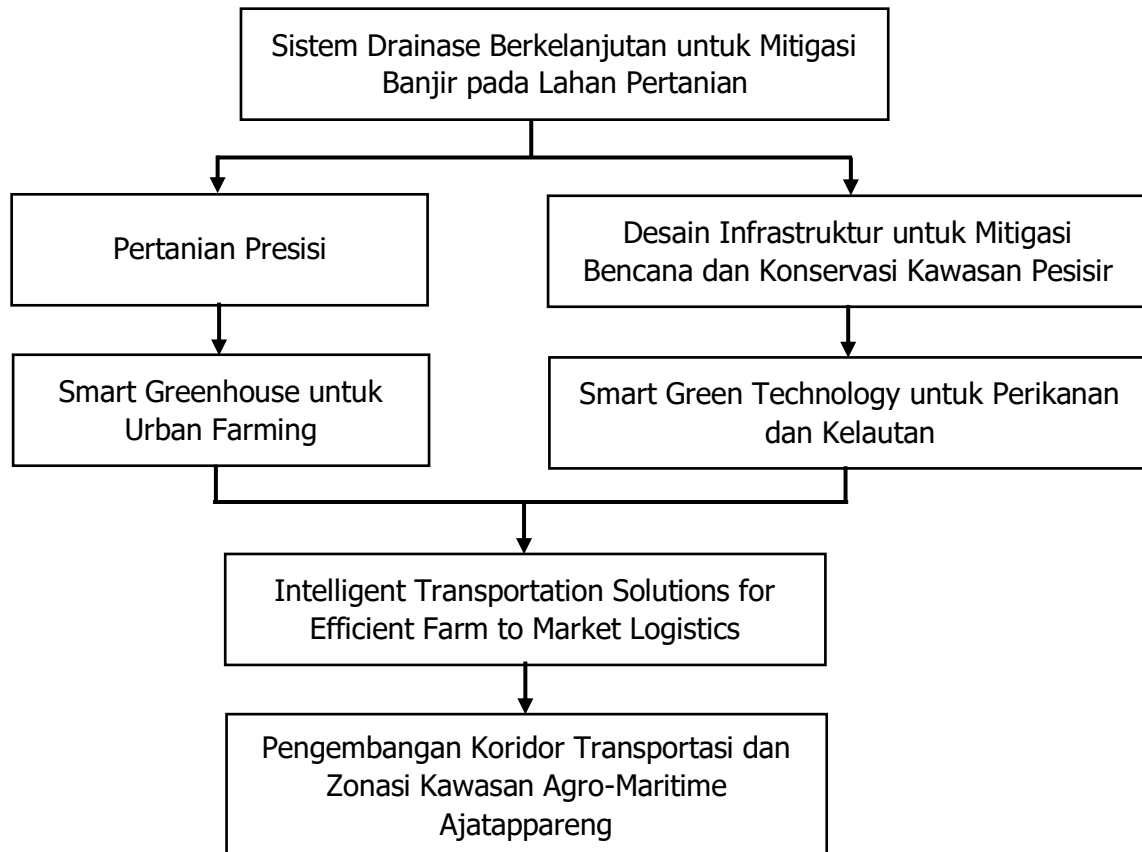 Sistem Drainase Berkelanjutan untuk Mitigasi
Banjir pada Lahan Pertanian
Pertanian Presisi
Desain Infrastruktur untuk Mitigasi
Bencana dan Konservasi Kawasan Pesisir
Smart Greenhouse untuk
Urban Farming
Smart Green Technology untuk Perikanan
dan Kelautan
Intelligent Transportation Solutions for
Efficient Farm to Market Logistics
Pengembangan Koridor Transportasi dan
Zonasi Kawasan Agro-Maritime
Ajatappareng